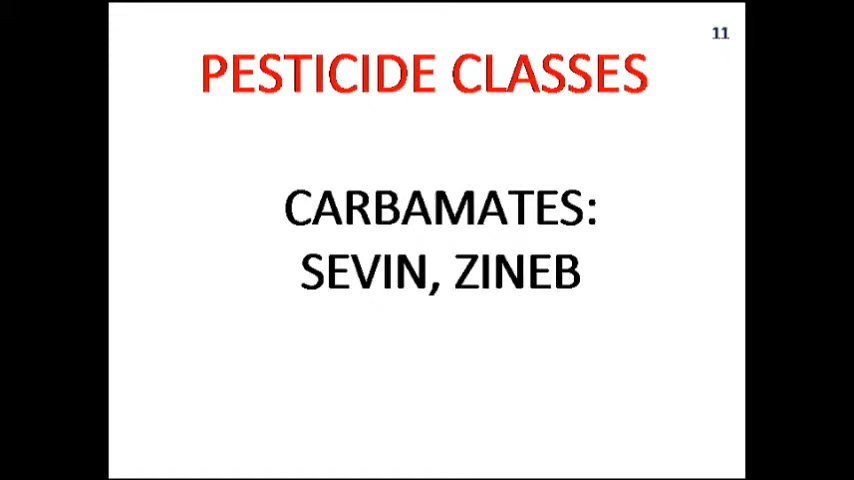 11
PESTICIDE CLASSES
CARBAMATES:
SEVIN, ZINEB